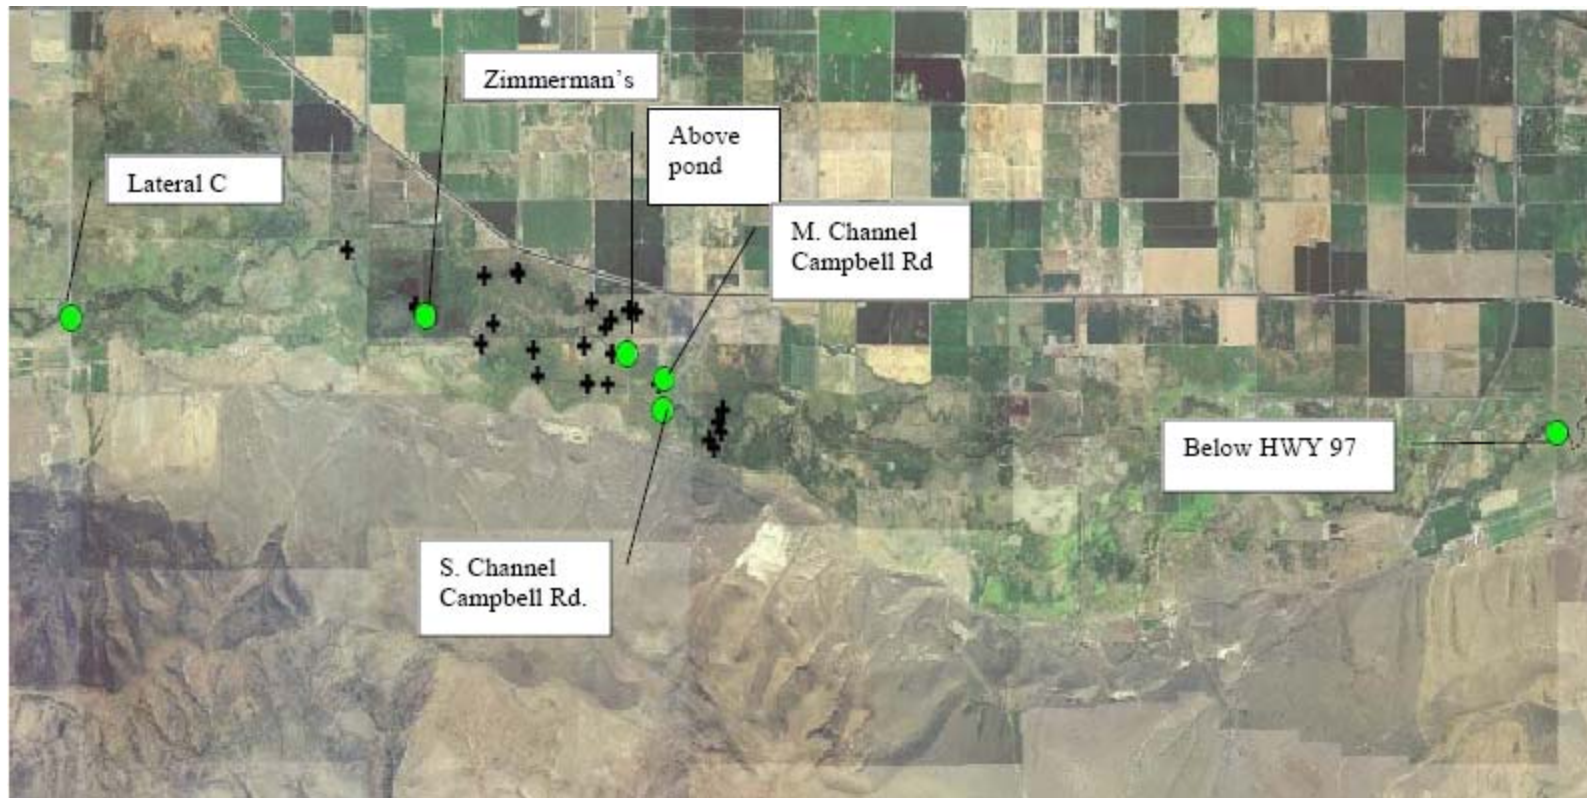 Zimmerman's
Above
pond
Lateral C
M. Channel
Campbell Rd
Below HWY 97
S. Channel
Campbell Rd.